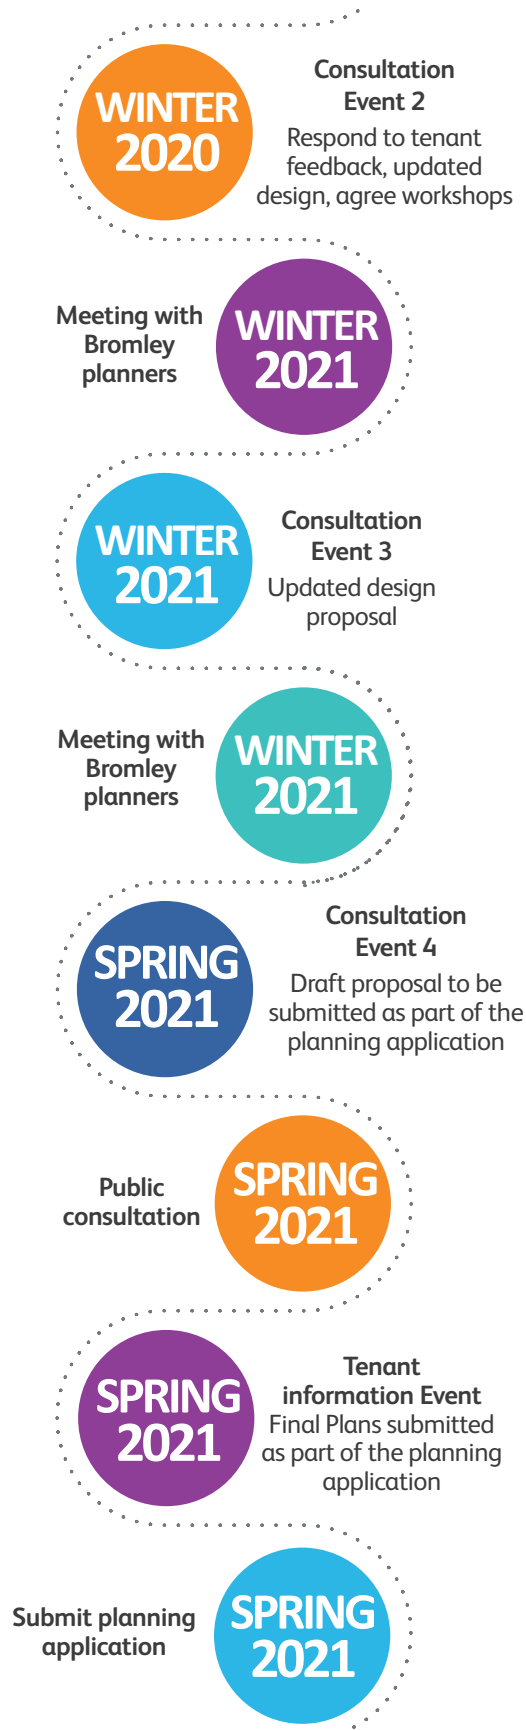 WINTER
2020
Consultation
Event 2
Respond to tenant
feedback, updated
design, agree workshops
Meeting with
Bromley
planners
WINTER
2021
WINTER
2021
Consultation
Event 3
Updated design
proposal
Meeting with
Bromley
planners
WINTER
2021
SPRING
2021
Consultation
Event 4
Draft proposal to be
submitted as part of the
planning application
Public
consultation
SPRING
2021
SPRING
2021
Tenant
information Event
Final Plans submitted
as part of the planning
application
Submit planning
application
SPRING
2021